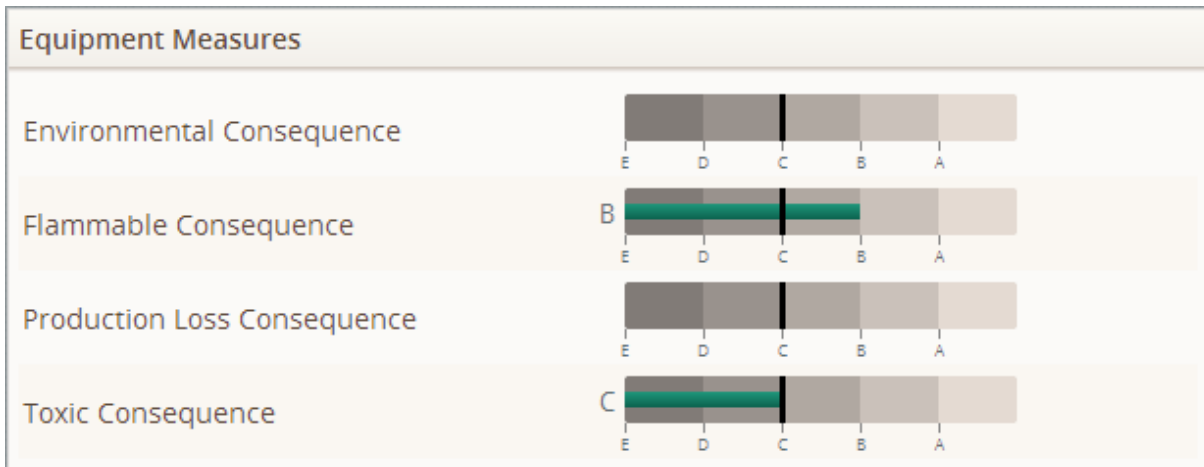 Equipment Measures
Environmental Consequence
E D C B A
Flammable Consequence
B
E D C B A
Production Loss Consequence
E D C B A
Toxic Consequence
C
E D C B A